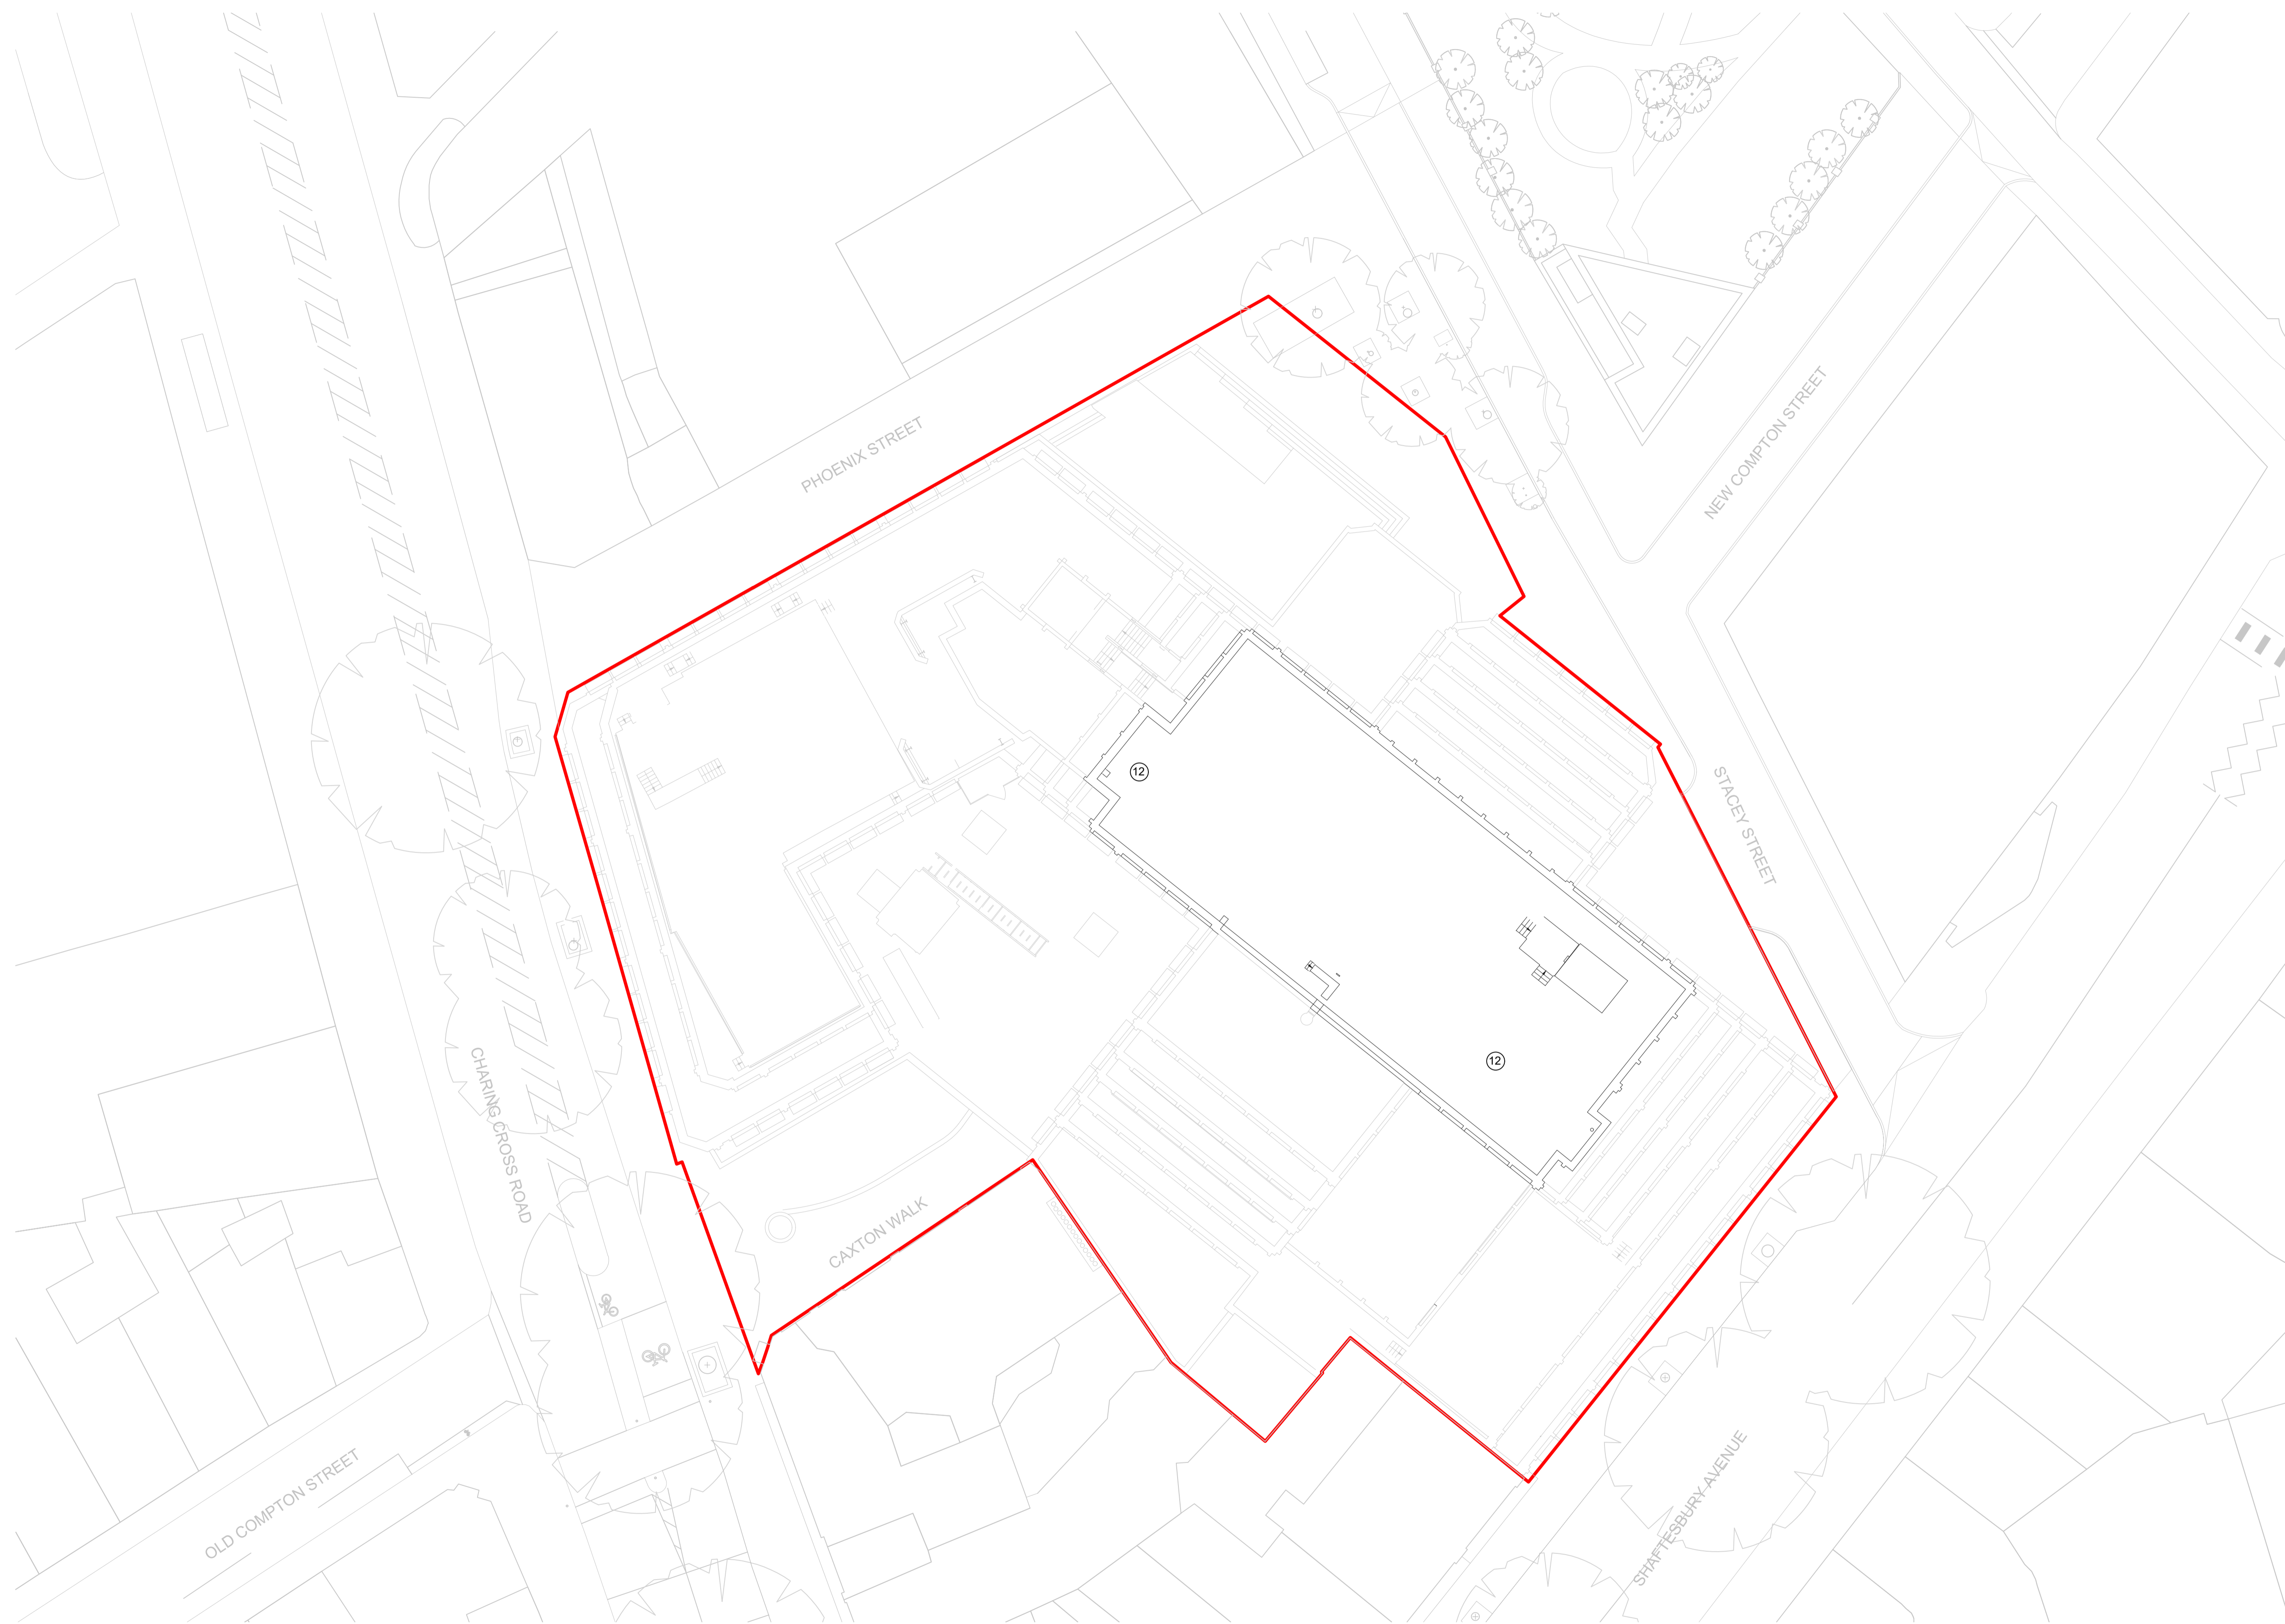 PHOENIX STREET
NEW COMPTON STREET
12
STACEY STREET
12
CHARING CROSS ROAD
CAXTON WALK
OLD COMPTON STREET
SHAFTESBURY AVENUE